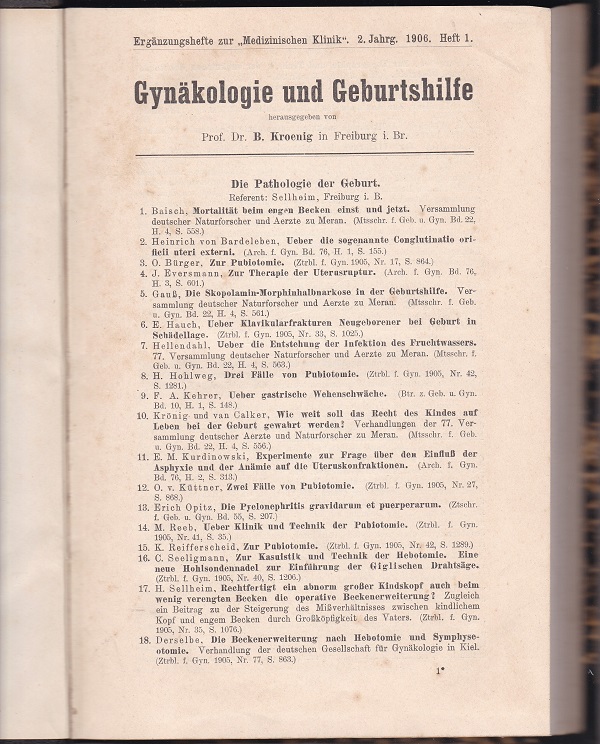 Ergänzungshefte zur „Medizinischen Klinik“. 2. Jahrg. 1906. Heft 1.
Gynäkologie und Geburtshilfe
herausgegeben von
Prof. Dr. B. Kroenig in Freiburg i. Br.
Die Pathologie der Geburt.
Referent: Sellheim, Freiburg i. B.
1. Baisch, Mortalität beim engen Becken einst und jetzt. Versammlung
deutscher Naturforscher und Aerzte zu Meran. (Mtsschr. f. Geb. u. Gyn. Bd. 22,
H. 4, S. 558.)
2. Heinrich von Bardeleben, Ueber die sogenannte Conglutinatio ori-
ficii uteri externi. (Arch. f. Gyn. Bd. 76, H. 1, S. 155.)
3. O. Bürger, Zur Pubiotomie. (Ztrbl. f. Gyn. 1905, Nr. 17, S. 864.)
4. J. Eversmann, Zur Therapie der Uterusruptur. (Arch. f. Gyn. Bd. 76,
H. 3, S. 601.)
5. Gauß, Die Skopolamin-Morphinhalbnarkose in der Geburtshilfe. Ver-
sammlung deutscher Naturforscher und Aerzte zu Meran. (Mtsschr. f. Geb.
u. Gyn. Bd. 22, H. 4, S. 561.)
6. E. Hauch, Ueber Klavikularfrakturen Neugeborener bei Geburt in
Schädellage. (Ztrbl. f. Gyn. 1905, Nr. 33, S. 1025.)
7. Hellendahl, Ueber die Entstehung der Infektion des Fruchtwassers.
77. Versammlung deutscher Naturforscher und Aerzte zu Meran. (Mtsschr. f.
Geb. u. Gyn. Bd. 22, H. 4, S. 563.)
8. H. Hohlweg, Drei Fälle von Pubiotomie. (Ztrbl. f. Gyn. 1905, Nr. 42,
S. 1281.)
9. F. A. Kehrer, Ueber gastrische Wehenschwäche. (Btr. z. Geb. u. Gyn.
Bd. 10, H. 1, S. 148.)
10. Krönig und van Calker, Wie weit soll das Recht des Kindes auf
Leben bei der Geburt gewahrt werden? Verhandlungen der 77. Ver-
sammlung deutscher Aerzte und Naturforscher zu Meran. (Mtsschr. f. Geb.
u. Gyn. Bd. 22, H. 4, S. 556.)
11. E. M. Kurdinowski, Experimente zur Frage über den Einfluß der
Asphyxie und der Anämie auf die Uteruskonfraktionen. (Arch. f. Gyn.
Bd. 76, H. 2, S. 313.)
12. O. v. Küttner, Zwei Fälle von Pubiotomie. (Ztrbl. f. Gyn. 1905, Nr. 27,
S. 868.)
13. Erich Opitz, Die Pyelonephritis gravidarum et puerperarum. (Ztschr.
f. Geb. u. Gyn. Bd. 55, S. 207.)
14. M. Reeb, Ueber Klinik und Technik der Pubiotomie. (Ztrbl. f. Gyn.
1905, Nr. 41, S. 35.)
15. K. Reifferscheid, Zur Pubiotomie. (Ztrbl. f. Gyn. 1905, Nr. 42, S. 1289.)
16. C. Seeligmann, Zur Kasuistik und Technik der Hebotomie. Eine
neue Hohlsondennadel zur Einführung der Giglischen Drahtsäge.
(Ztrbl. f. Gyn. 1905, Nr. 40, S. 1206.)
17. H. Sellheim, Rechtfertigt ein abnorm großer Kindskopf auch beim
wenig verengten Becken die operative Beckenerweiterung? Zugleich
ein Beitrag zu der Steigerung des Mißverhältnisses zwischen kindlichem
Kopf und engem Becken durch Großköpfigkeit des Vaters. (Ztrbl. f. Gyn.
1905, Nr. 35, S. 1076.)
18. Derselbe, Die Beckenerweiterung nach Hebotomie und Symphyse-
otomie. Verhandlung der deutschen Gesellschaft für Gynäkologie in Kiel.
(Ztrbl. f. Gyn. 1905, Nr. 77, S. 863.)
1*